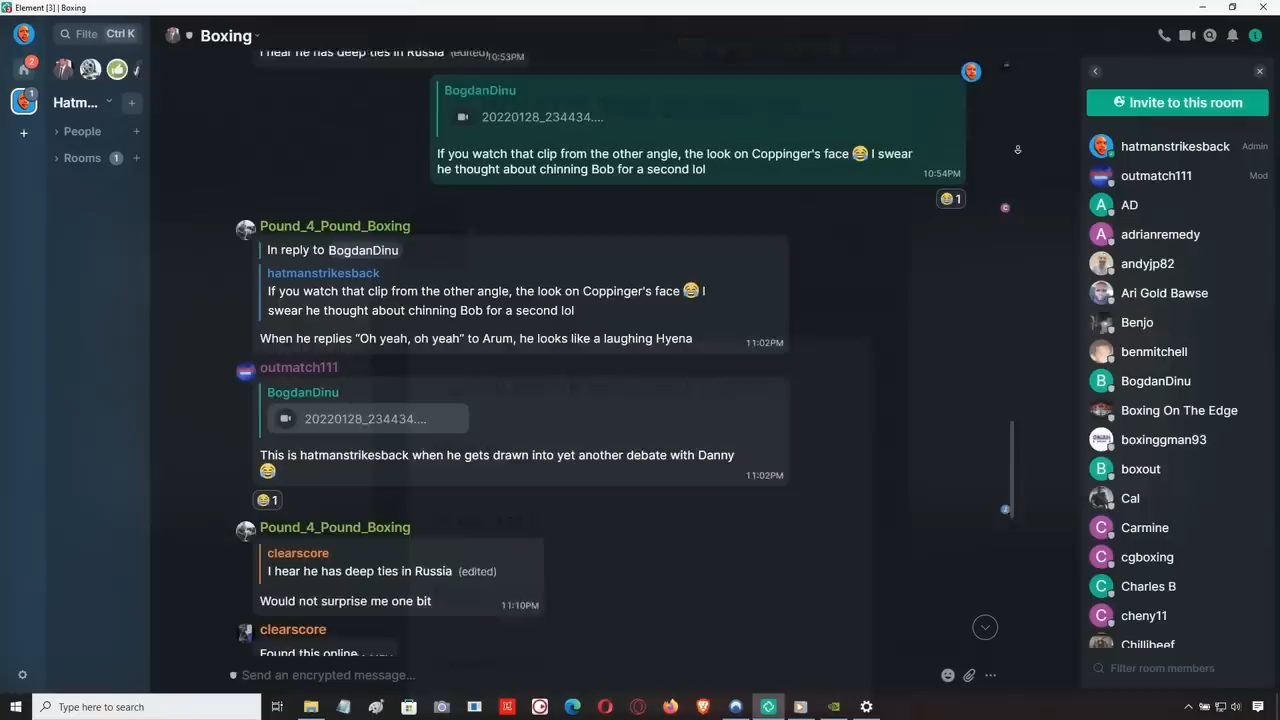 Element [3] | Boxing
Filte Ctrl K
Boxing
2
1
Hatm...
People
Rooms 1
I hear he has deep ties in Russia (edited)
10:53PM
BogdanDinu
20220128_234434....
If you watch that clip from the other angle, the look on Coppinger's face 😂 I swear
he thought about chinning Bob for a second lol
10:54PM
😂 1
Pound_4_Pound_Boxing
In reply to BogdanDinu
hatmanstrikesback
If you watch that clip from the other angle, the look on Coppinger's face 😂 I
swear he thought about chinning Bob for a second lol
When he replies “Oh yeah, oh yeah” to Arum, he looks like a laughing Hyena
11:02PM
outmatch111
BogdanDinu
20220128_234434....
This is hatmanstrikesback when he gets drawn into yet another debate with Danny
😂
11:02PM
😂 1
Pound_4_Pound_Boxing
clearscore
I hear he has deep ties in Russia (edited)
Would not surprise me one bit
11:10PM
clearscore
Found this online
Send an encrypted message...
Invite to this room
hatmanstrikesback Admin
outmatch111 Mod
A AD
A adrianremedy
andyjp82
Ari Gold Bawse
Benjo
benmitchell
B BogdanDinu
Boxing On The Edge
boxinggman93
B boxout
Cal
C Carmine
C cgboxing
C Charles B
C cheny11
Chillibeef
Filter room members
Type here to search